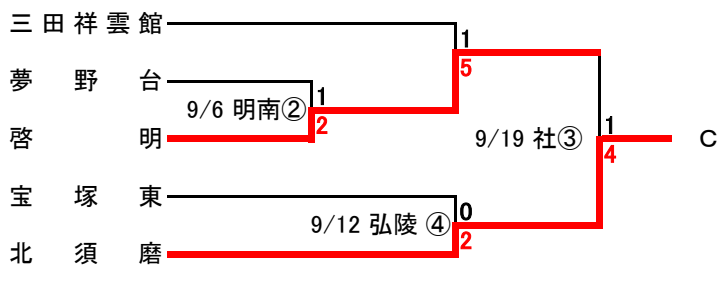 三田祥雲館
1
5
夢野台
1
9/6 明南②
2
啓明
9/19 社③
1
4
C
宝塚東
0
9/12 弘陵 ④
2
北須磨